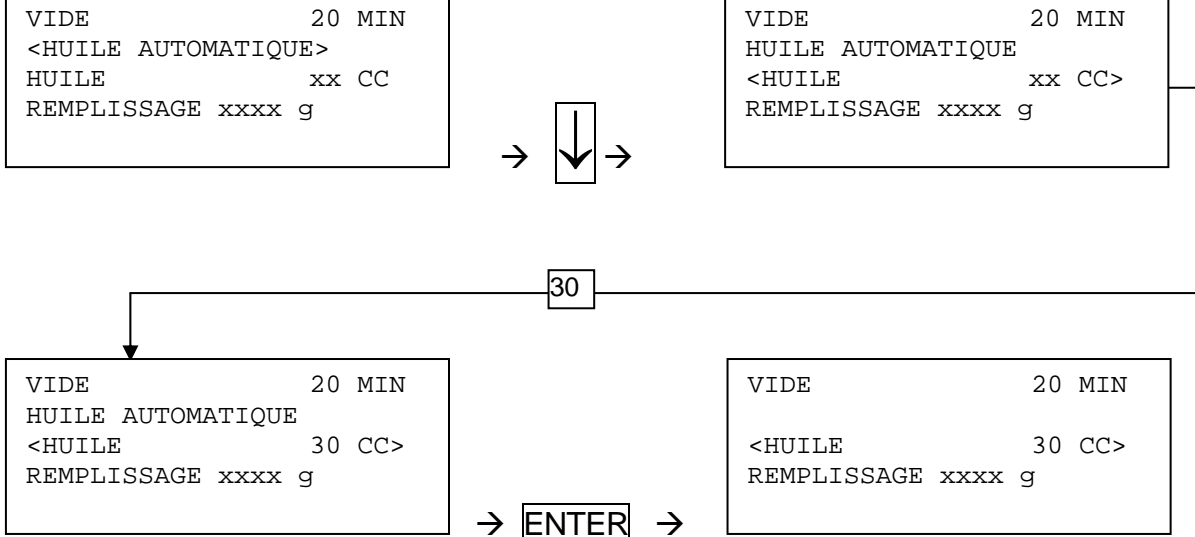 VIDE 20 MIN
<HUILE AUTOMATIQUE>
HUILE xx CC
REMPLISSAGE xxxx g
→ ↓ →
VIDE 20 MIN
HUILE AUTOMATIQUE
<HUILE xx CC>
REMPLISSAGE xxxx g
30
VIDE 20 MIN
HUILE AUTOMATIQUE
<HUILE 30 CC>
REMPLISSAGE xxxx g
→ ENTER →
VIDE 20 MIN
<HUILE 30 CC>
REMPLISSAGE xxxx g